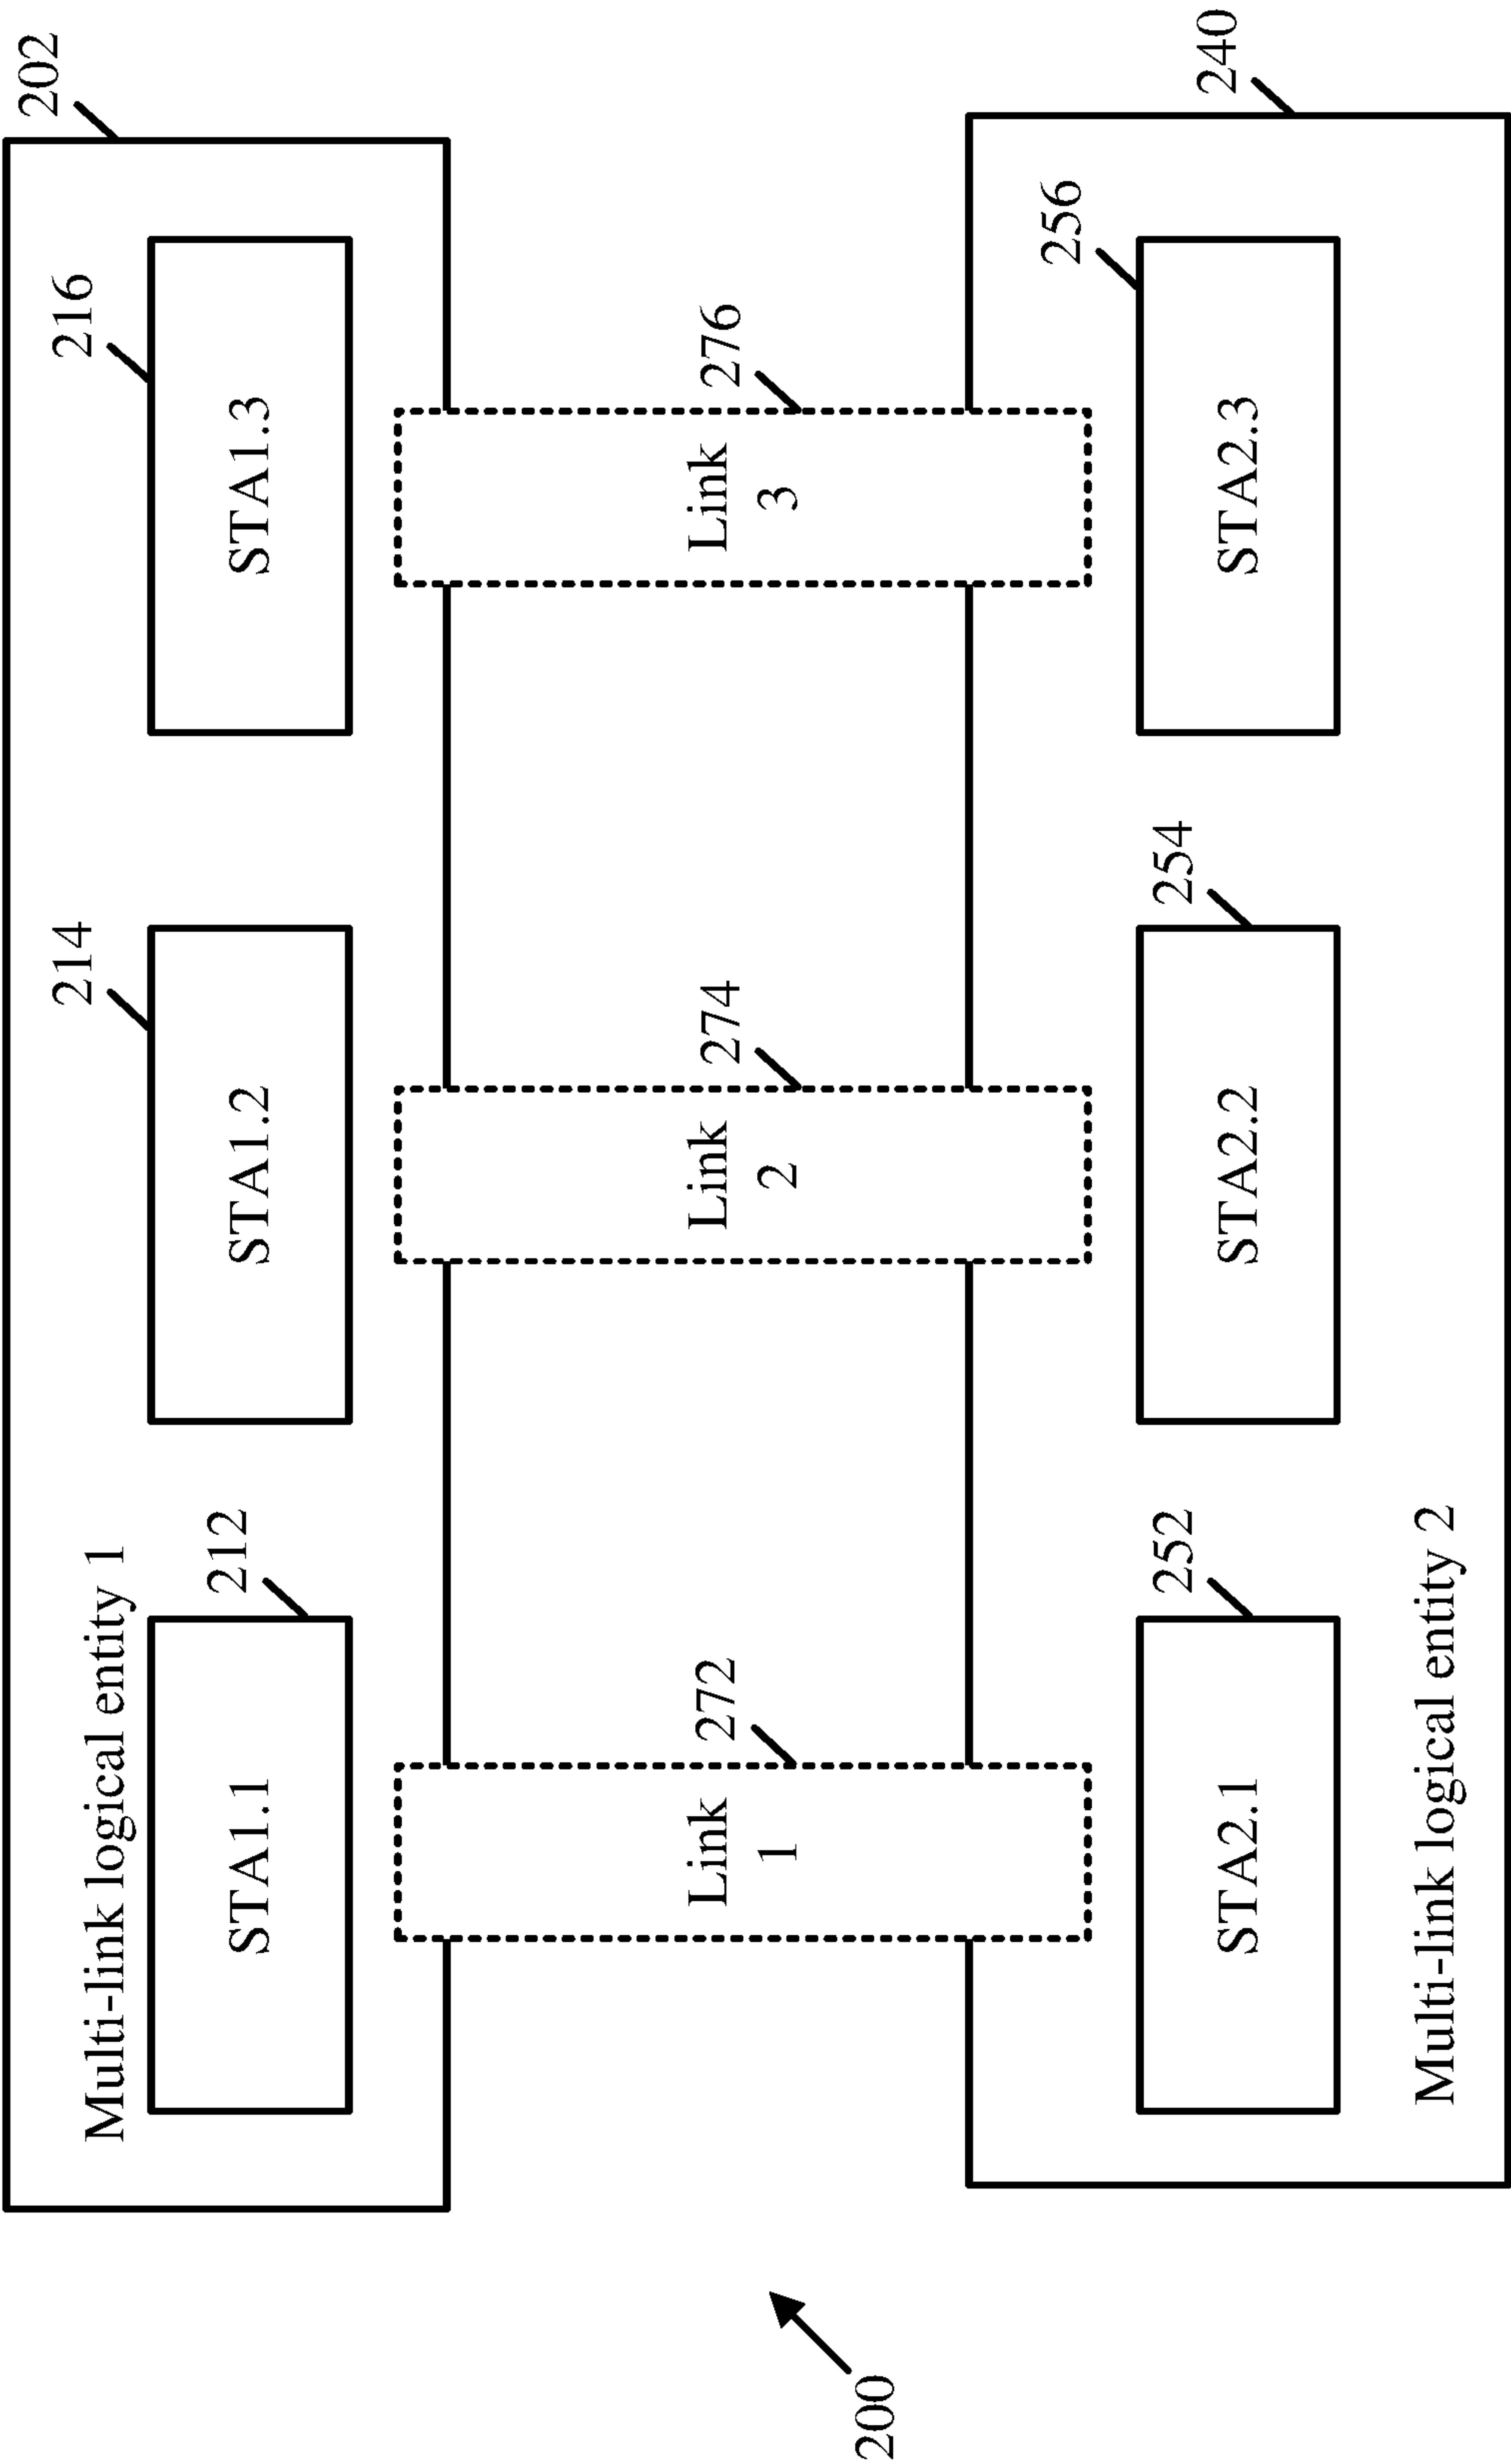 202
216
214
Multi-link logical entity 1
212
STA1.1
STA1.2
STA1.3
272
274
276
Link
1
Link
2
Link
3
200
252
254
256
240
STA2.1
STA2.2
STA2.3
Multi-link logical entity 2